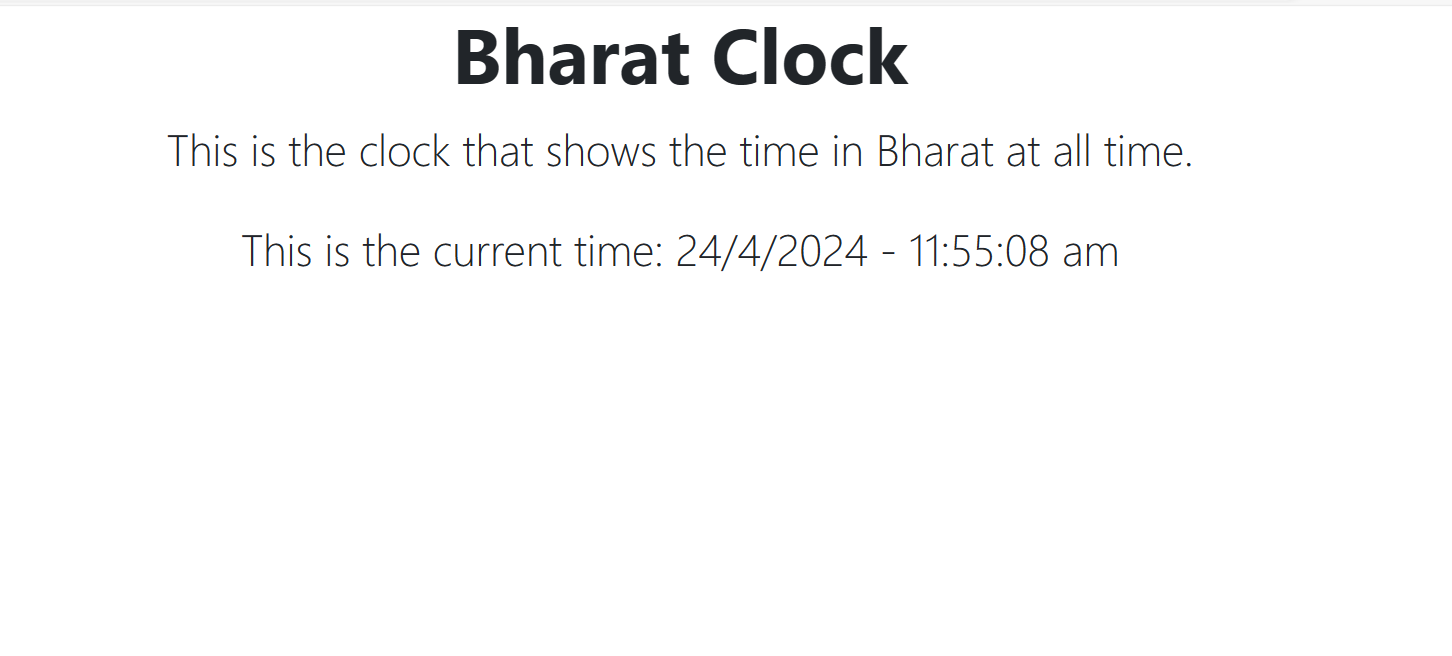 Bharat Clock
This is the clock that shows the time in Bharat at all time.
This is the current time: 24/4/2024 - 11:55:08 am